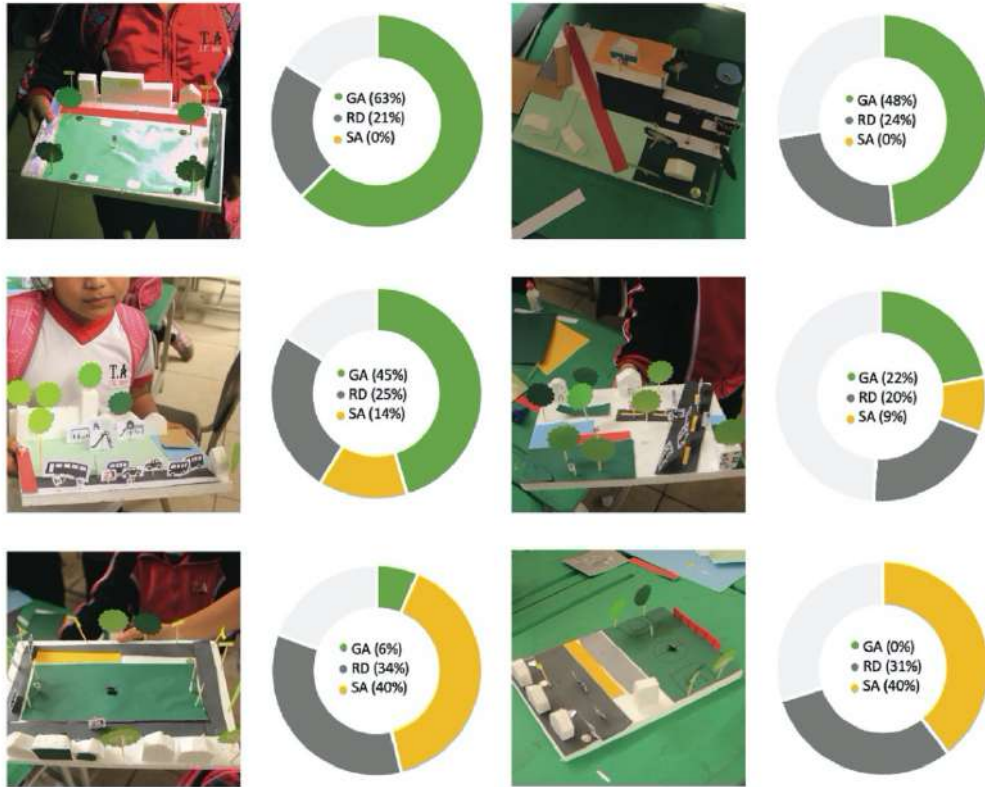 T.A
GA (63%)
RD (21%)
SA (0%)
GA (48%)
RD (24%)
SA (0%)
T.A
GA (45%)
RD (25%)
SA (14%)
GA (22%)
RD (20%)
SA (9%)
GA (6%)
RD (34%)
SA (40%)
GA (0%)
RD (31%)
SA (40%)